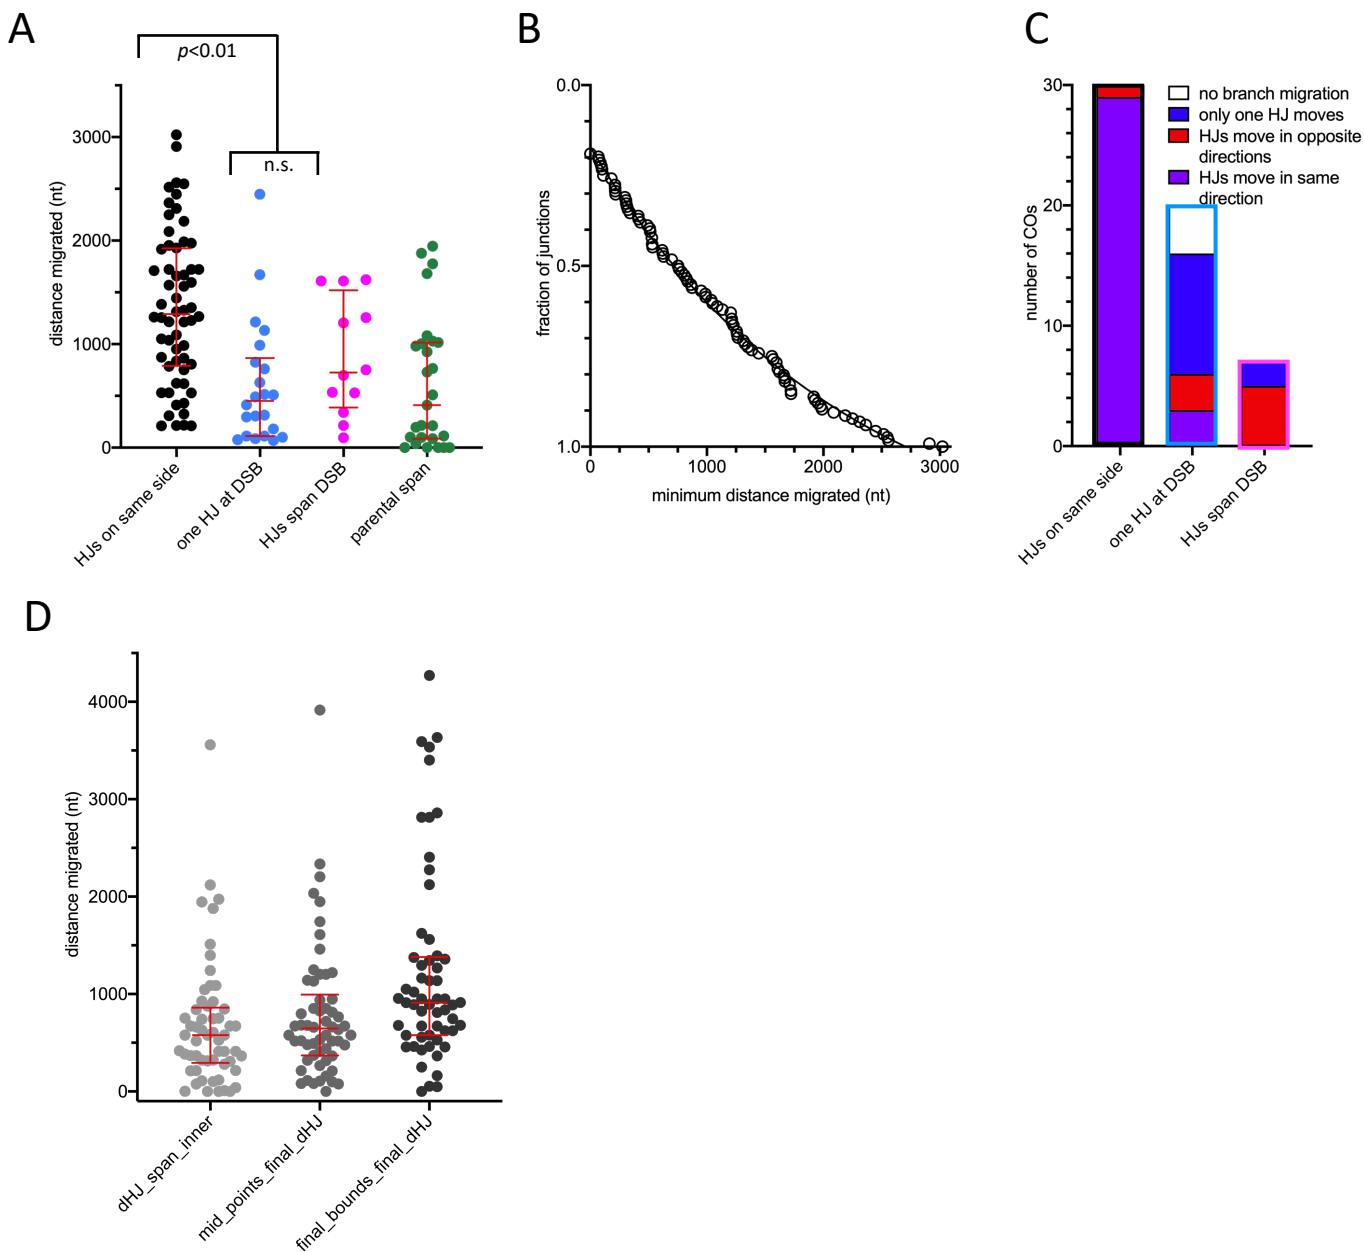 A
p<0.01
n.s.
distance migrated (nt)
3000
2000
1000
0
HJs on same side
one HJ at DSB
HJs span DSB
parental span
B
fraction of junctions
0.0
0.5
1.0
0
1000
2000
3000
minimum distance migrated (nt)
C
number of COs
30
20
10
0
no branch migration
only one HJ moves
HJs move in opposite
directions
HJs move in same
direction
HJs on same side
one HJ at DSB
HJs span DSB
D
distance migrated (nt)
4000
3000
2000
1000
0
dHJ_span_inner
mid_points_final_dHJ
final_bounds_final_dHJ